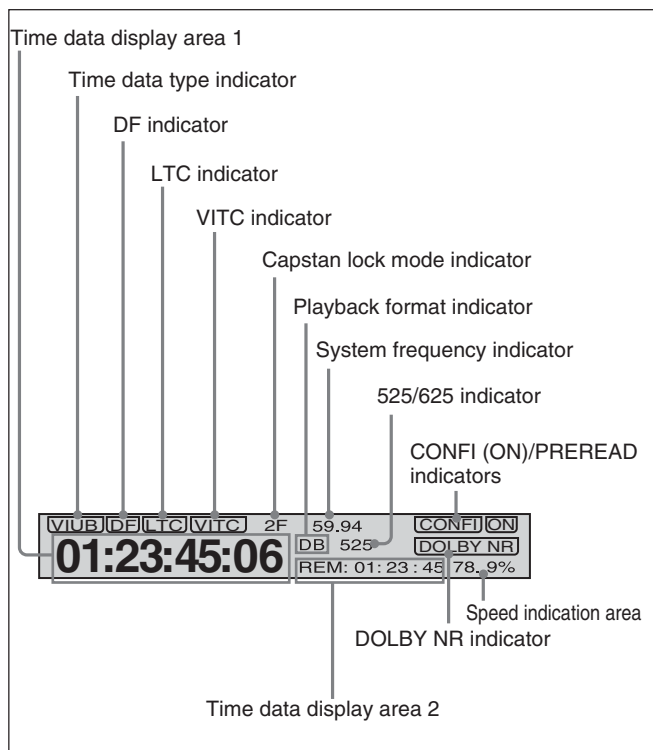 Time data display area 1
Time data type indicator
DF indicator
LTC indicator
VITC indicator
Capstan lock mode indicator
Playback format indicator
System frequency indicator
525/625 indicator
CONFI (ON)/PREREAD
indicators
VIUB DF LTC VITC 2F 59.94 CONFI ON
01:23:45:06 DB 525 DOLBY NR
REM: 01: 23 : 45 78. 9%
Speed indication area
DOLBY NR indicator
Time data display area 2